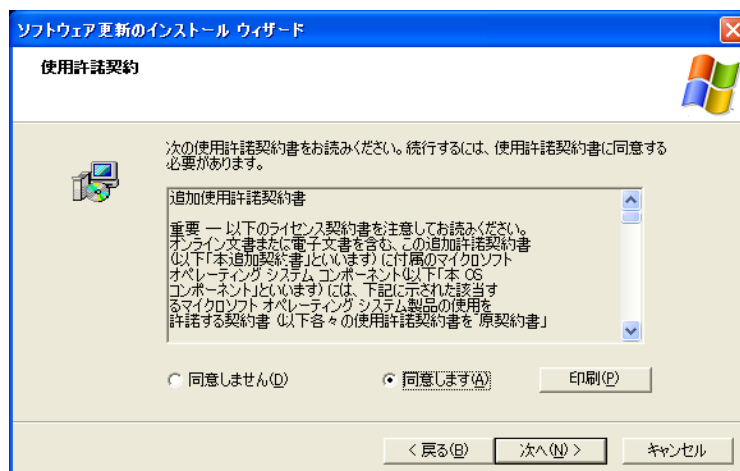 ソフトウェア更新のインストール ウィザード
使用許諾契約
次の使用許諾契約書をお読みください。続行するには、使用許諾契約書に同意する
必要があります。
追加使用許諾契約書
重要 ― 以下のライセンス契約書を注意してお読みください。
オンライン文書または電子文書を含む、この追加許諾契約書
(以下「本追加契約書」といいます) に付属のマイクロソフト
オペレーティング システム コンポーネント(以下「本 OS
コンポーネント」といいます) には、下記に示された該当す
るマイクロソフト オペレーティング システム製品の使用を
許諾する契約書 (以下各々の使用許諾契約書を「原契約書」
同意しません(D)
同意します(A)
印刷(P)
< 戻る(B)
次へ(N) >
キャンセル